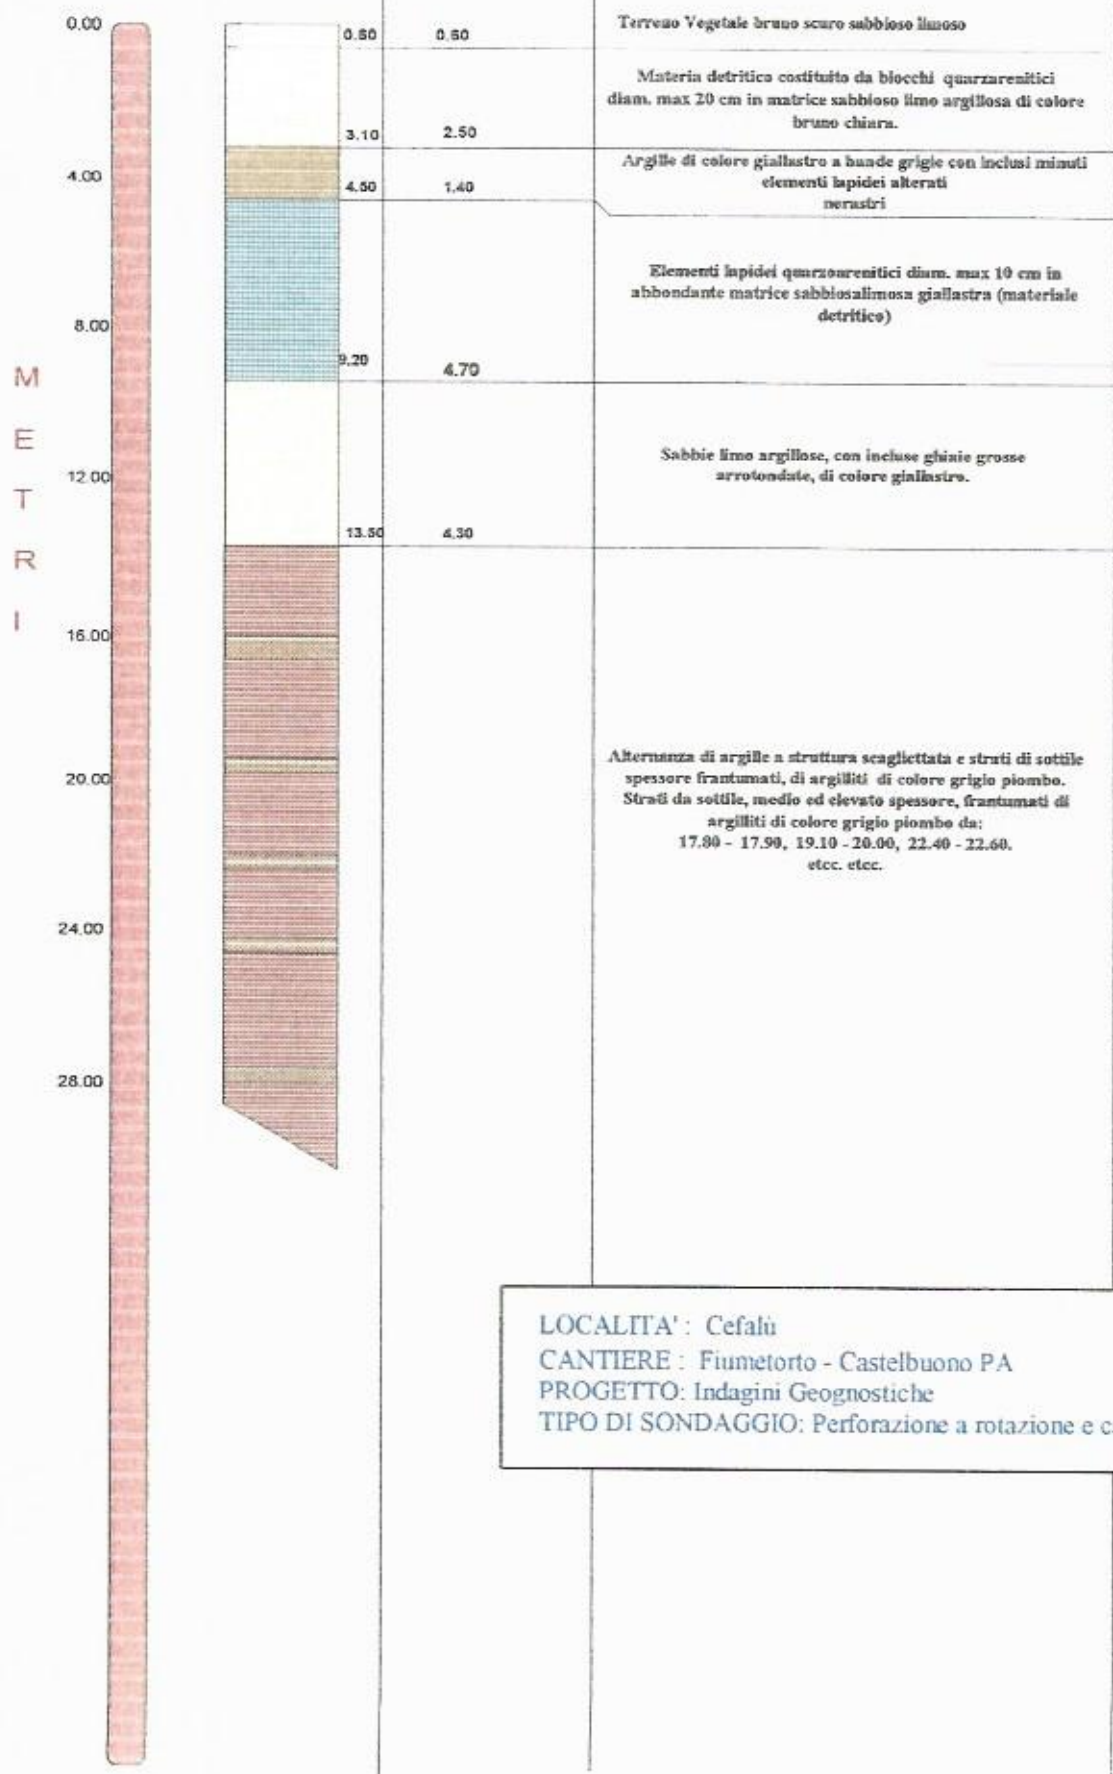 0.00
0.60 0.60
Terreno Vegetale bruno scuro sabbioso limoso
Materia detritico costituito da blocchi quarzarenitici
diam. max 20 cm in matrice sabbioso limo argillosa di colore
bruno chiara.
3.10 2.50
4.00
Argille di colore giallastro a bande grigie con inclusi minuti
elementi lapidei alterati
nerastri
4.50 1.40
Elementi lapidei quarzoarenitici diam. max 10 cm in
abbondante matrice sabbiosalimosa giallastra (materiale
detritico)
8.00
9.20 4.70
METRI
Sabbie limo argillose, con incluse ghiaie grosse
arrotondate, di colore giallastro.
12.00
13.50 4.30
16.00
Alternanza di argille a struttura scagliettata e strati di sottile
spessore frantumati, di argilliti di colore grigio piombo.
Strati da sottile, medio ed elevato spessore, frantumati di
argilliti di colore grigio piombo da:
17.80 - 17.90, 19.10 - 20.00, 22.40 - 22.60.
etcc. etcc.
20.00
24.00
28.00
LOCALITA' : Cefalù
CANTIERE : Fiumetorto - Castelbuono PA
PROGETTO: Indagini Geognostiche
TIPO DI SONDAGGIO: Perforazione a rotazione e c